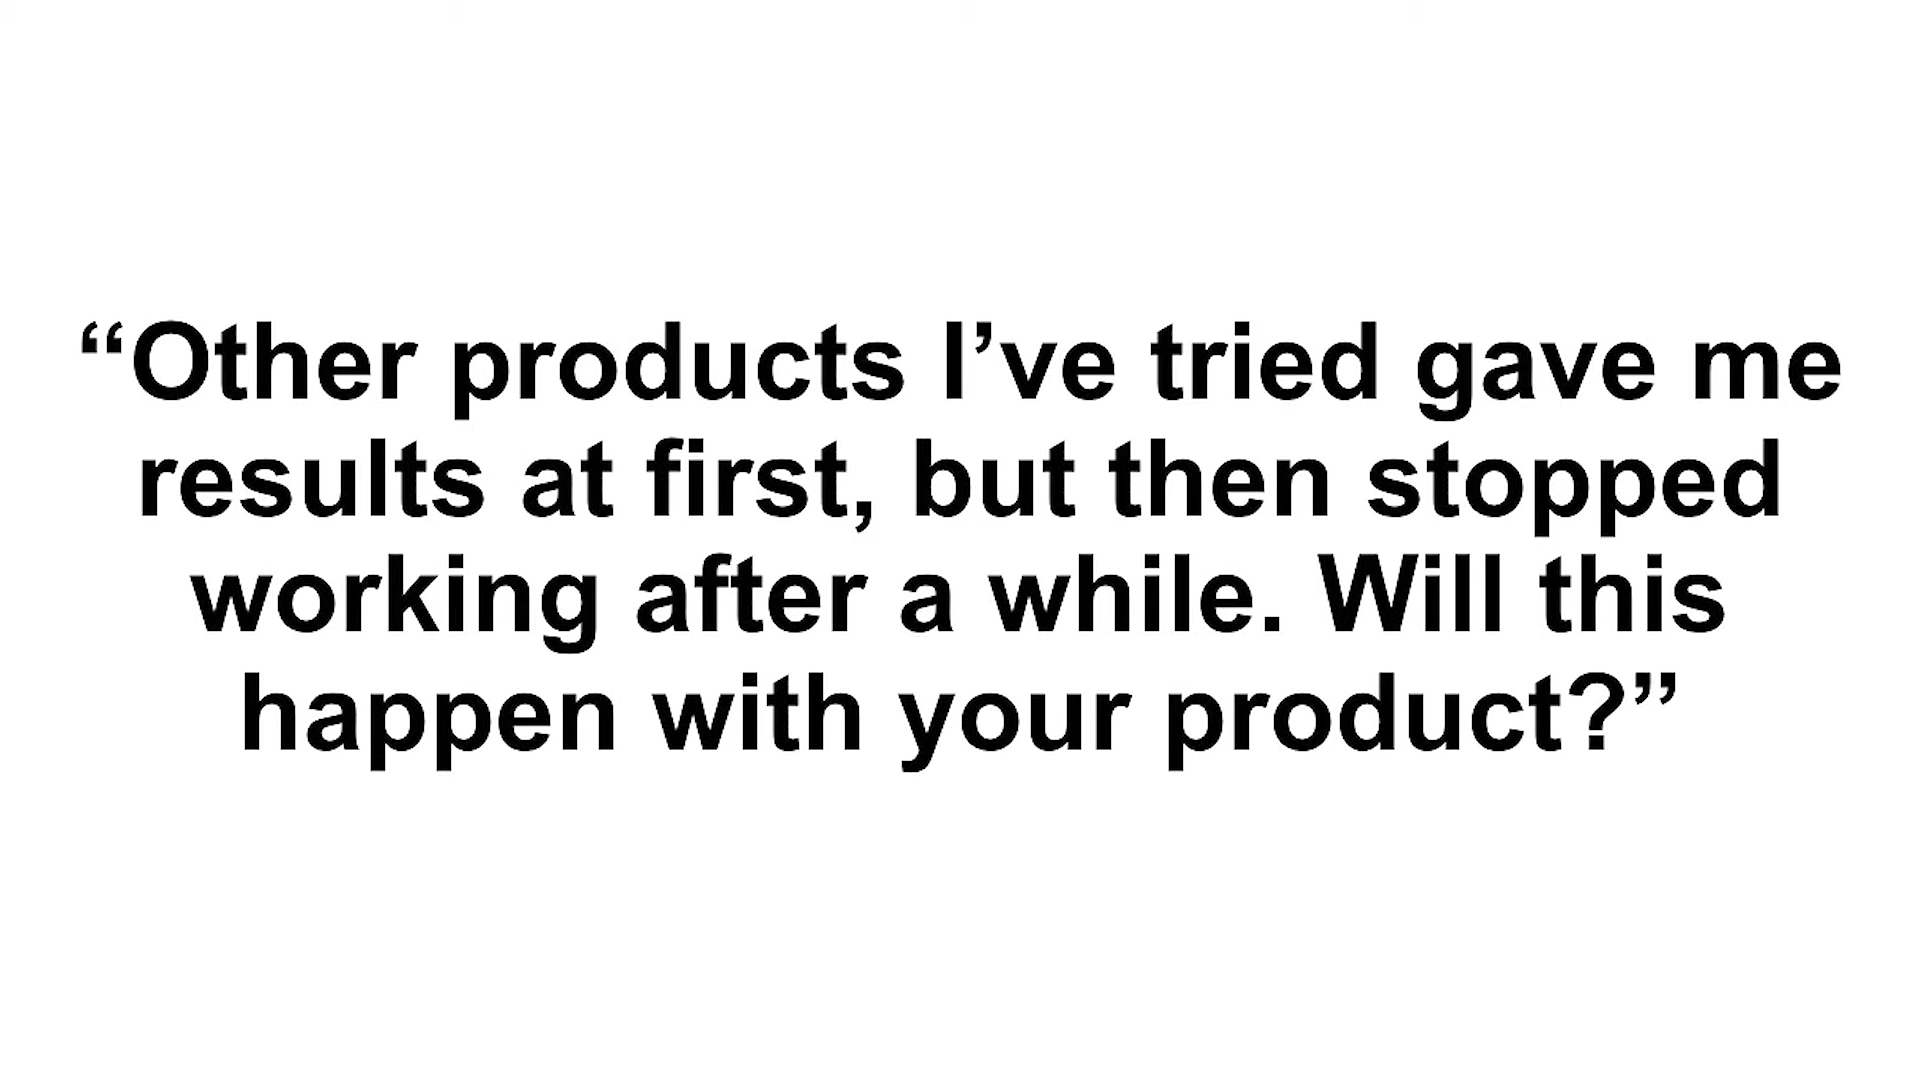 “Other products I’ve tried gave me
results at first, but then stopped
working after a while. Will this
happen with your product?”